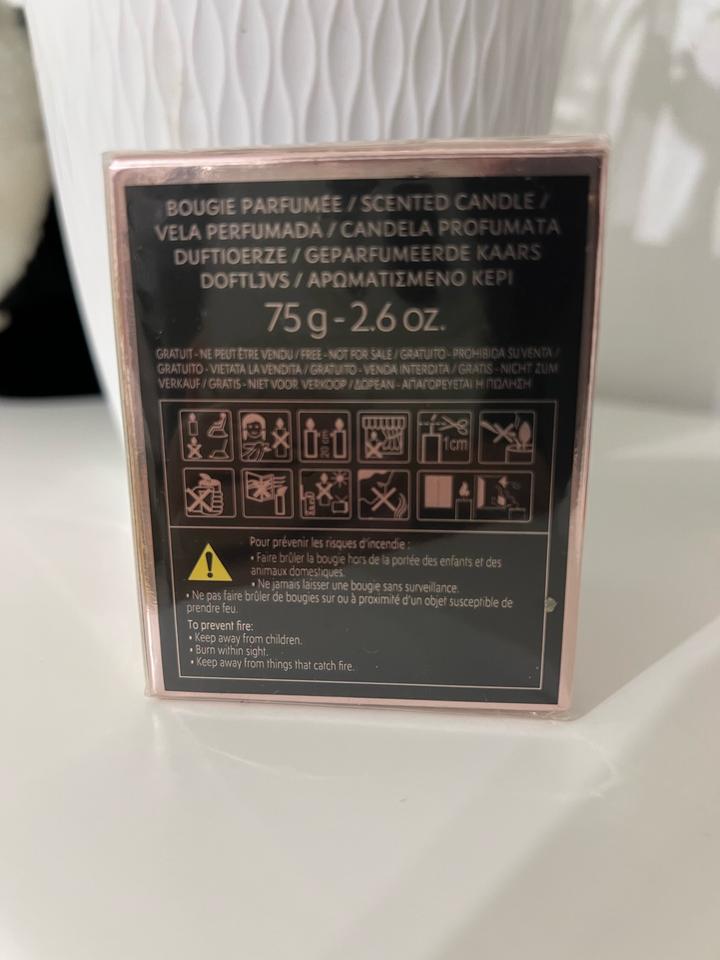 BOUGIE PARFUMÉE / SCENTED CANDLE /
VELA PERFUMADA / CANDELA PROFUMATA
DUFTIOERZE / GEPARFUMEERDE KAARS
DOFTLJVS / ΑΡΩΜΑΤΙΣΜΕΝΟ ΚΕΡΙ
75 g - 2.6 oz.
GRATUIT - NE PEUT ÊTRE VENDU / FREE - NOT FOR SALE / GRATUITO - PROHIBIDA SU VENTA /
GRATUITO - VIETATA LA VENDITA / GRATUITO - VENDA INTERDITA / GRATIS - NICHT ZUM
VERKAUF / GRATIS - NIET VOOR VERKOOP / ΔΩΡΕΑΝ - ΑΠΑΓΟΡΕΥΕΤΑΙ Η ΠΩΛΗΣΗ
20 cm
1cm
Pour prévenir les risques d'incendie :
• Faire brûler la bougie hors de la portée des enfants et des
animaux domestiques.
• Ne jamais laisser une bougie sans surveillance.
• Ne pas faire brûler de bougies sur ou à proximité d'un objet susceptible de
prendre feu.
To prevent fire:
• Keep away from children.
• Burn within sight.
• Keep away from things that catch fire.